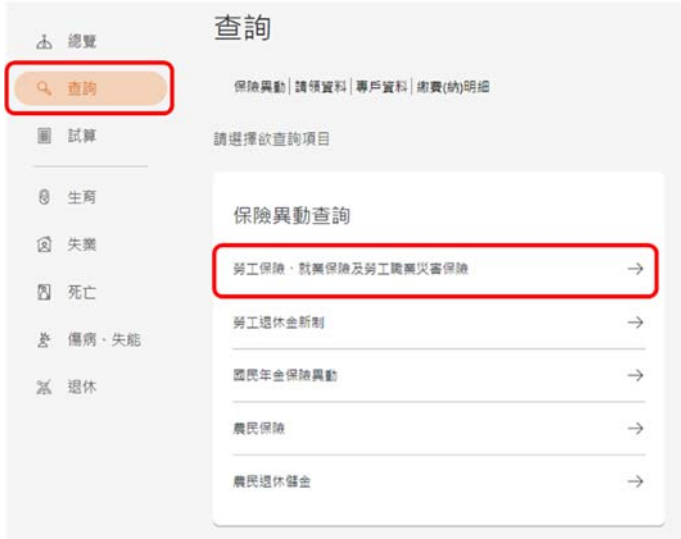 總覽
查詢
試算
生育
失業
死亡
傷病、失能
退休
查詢
保險異動│請領資料│專戶資料│繳費(納)明細
請選擇欲查詢項目
保險異動查詢
勞工保險、就業保險及勞工職業災害保險
勞工退休金新制
國民年金保險異動
農民保險
農民退休儲金